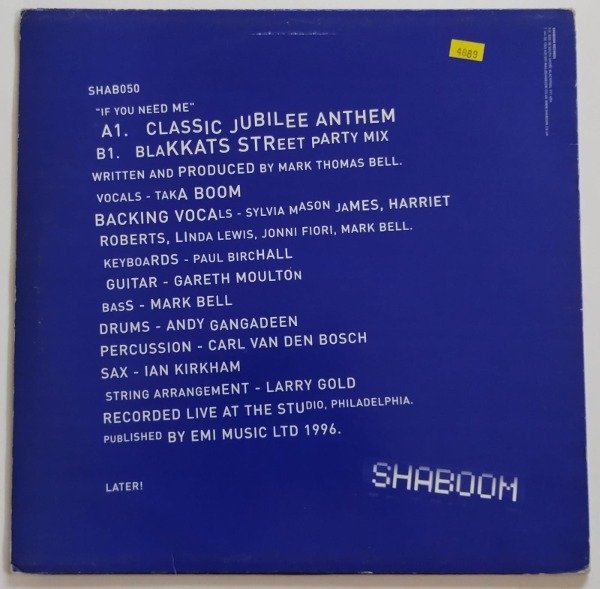 4080
SHAB050
"IF YOU NEED ME"
A1. CLASSIC JUBILEE ANTHEM
B1. BLAKKATS STREET PARTY MIX
WRITTEN AND PRODUCED BY MARK THOMAS BELL.
VOCALS - TAKA BOOM
BACKING VOCALS - SYLVIA MASON JAMES, HARRIET
ROBERTS, LINDA LEWIS, JONNI FIORI, MARK BELL.
KEYBOARDS - PAUL BIRCHALL
GUITAR - GARETH MOULTON
BASS - MARK BELL
DRUMS - ANDY GANGADEEN
PERCUSSION - CARL VAN DEN BOSCH
SAX - IAN KIRKHAM
STRING ARRANGEMENT - LARRY GOLD
RECORDED LIVE AT THE STUDIO, PHILADELPHIA.
PUBLISHED BY EMI MUSIC LTD 1996.
LATER!
SHABOOM